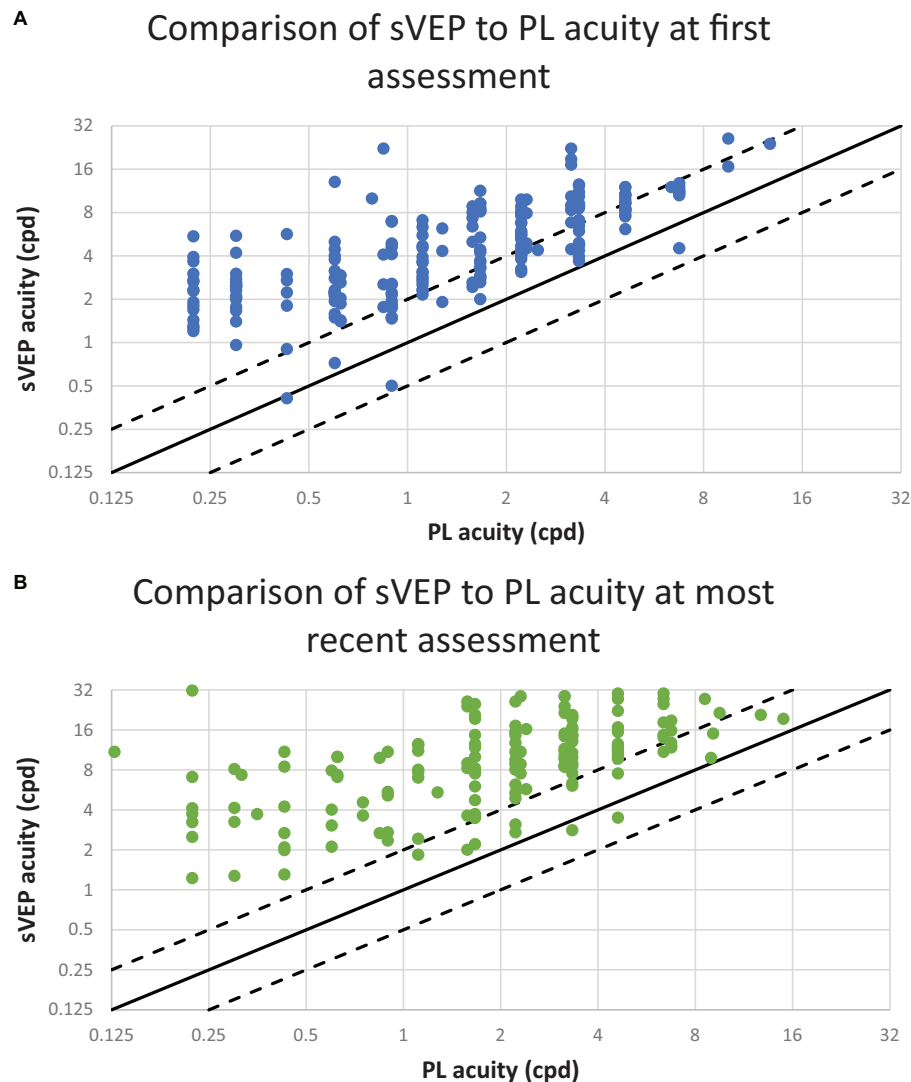 A
Comparison of sVEP to PL acuity at first
assessment
sVEP acuity (cpd)
32
16
8
4
2
1
0.5
0.25
0.125
0.125 0.25 0.5 1 2 4 8 16 32
PL acuity (cpd)
B
Comparison of sVEP to PL acuity at most
recent assessment
sVEP acuity (cpd)
32
16
8
4
2
1
0.5
0.25
0.125
0.125 0.25 0.5 1 2 4 8 16 32
PL acuity (cpd)